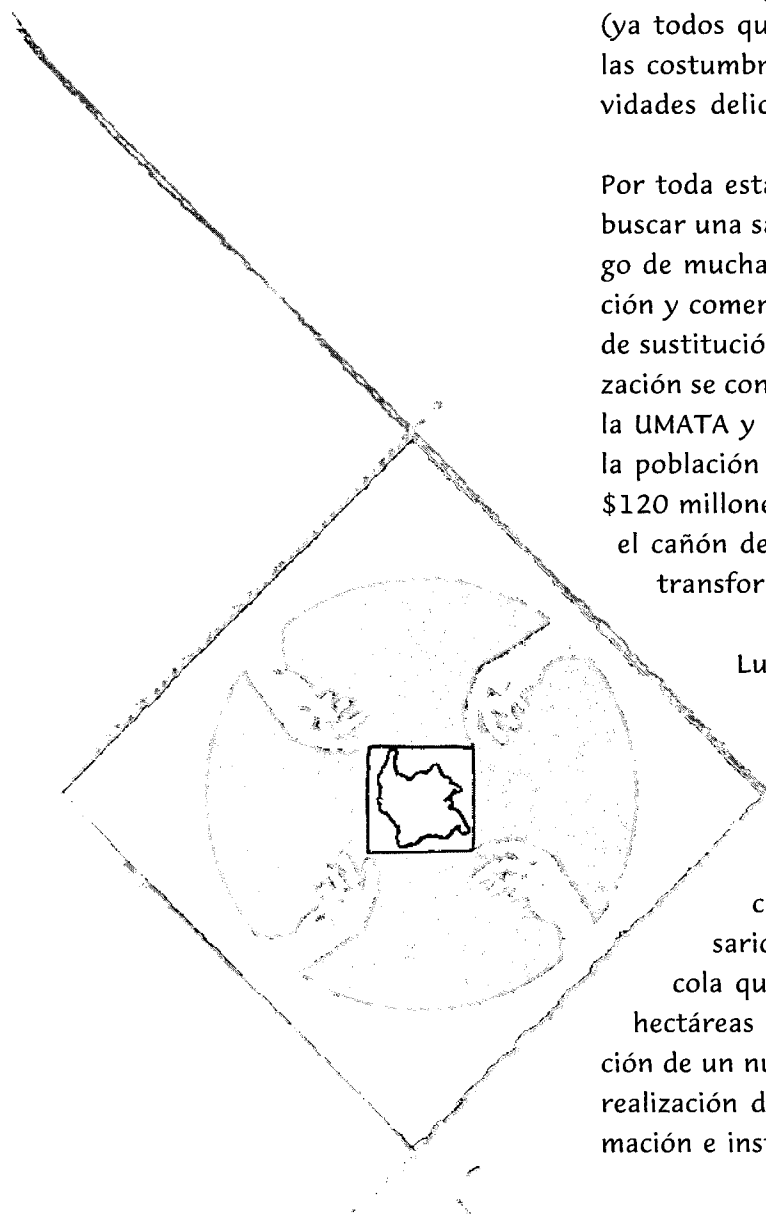 (ya todos qu
las costumbr
vidades delic
Por toda esta
buscar una sa
go de mucha
ción y comer
de sustitució
zación se con
la UMATA y
la población
$120 millone
el cañón de
transfor
Lu
c
saric
cola qu
hectáreas
ción de un nu
realización d
mación e inst